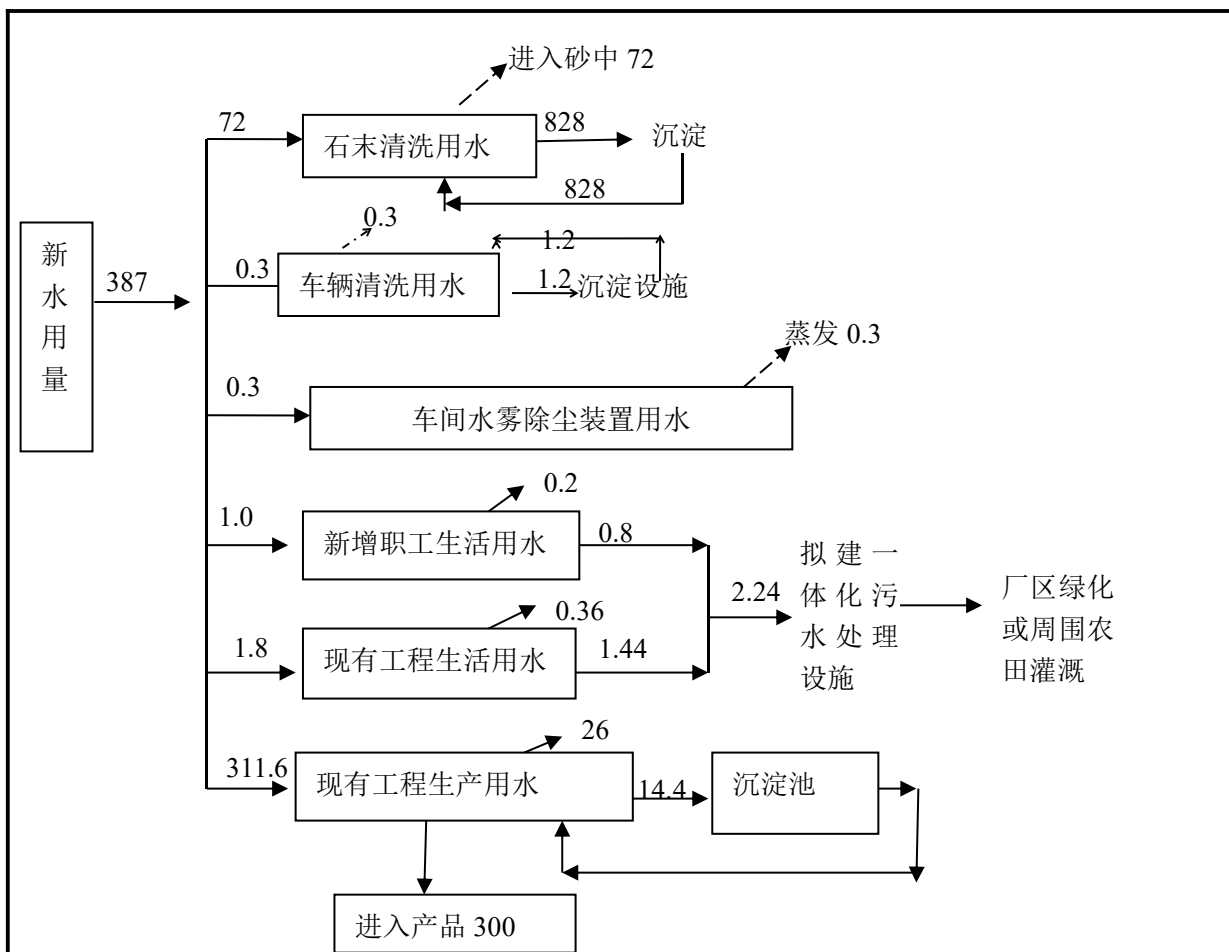 进入砂中 72
72
石末清洗用水
828
沉淀
828
0.3
新水用量
387
0.3
车辆清洗用水
1.2
1.2
沉淀设施
蒸发 0.3
0.3
车间水雾除尘装置用水
0.2
1.0
新增职工生活用水
0.8
2.24
拟建一
体化污
水处理
设施
厂区绿化
或周围农
田灌溉
0.36
1.8
现有工程生活用水
1.44
26
311.6
现有工程生产用水
14.4
沉淀池
进入产品 300